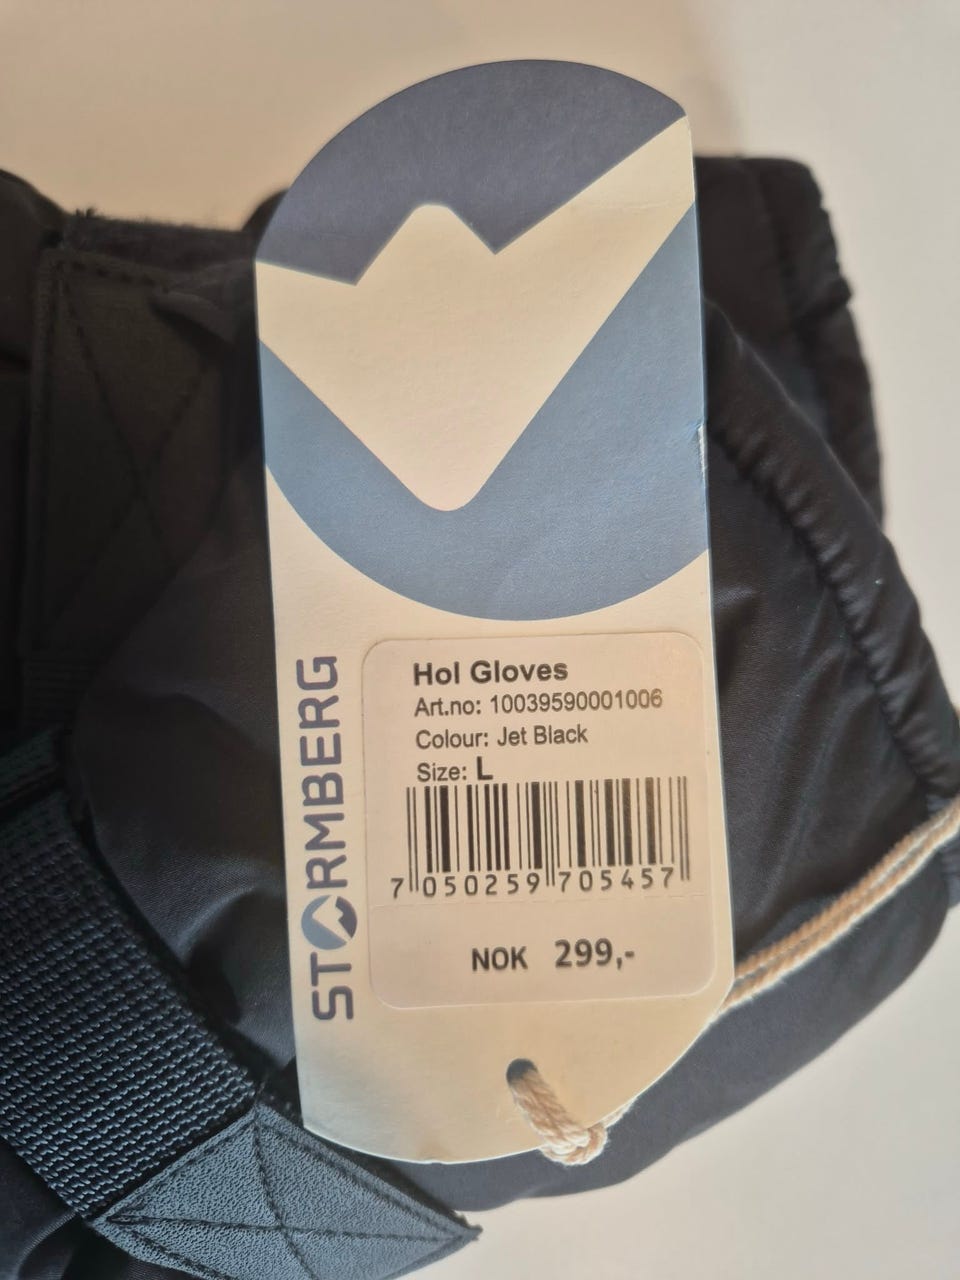 STORMBERG
Hol Gloves
Art.no: 10039590001006
Colour: Jet Black
Size: L
7 050259 705457
NOK 299,-